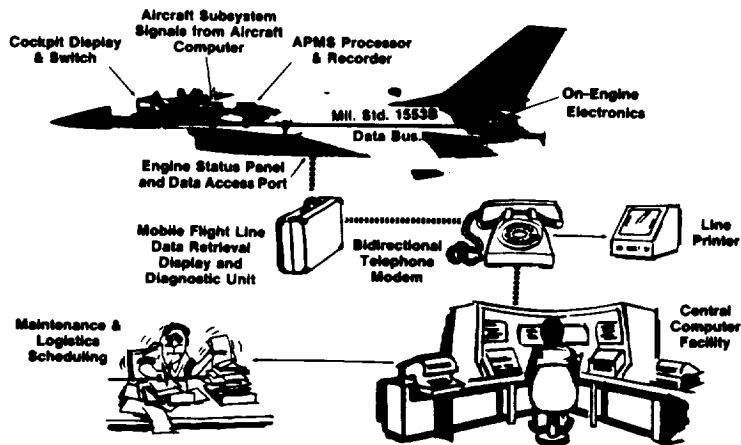 Aircraft Subsystem
Signals from Aircraft
Computer
Cockpit Display
& Switch
APMS Processor
& Recorder
On-Engine
Electronics
Mil. Std. 1553B
Data Bus
Engine Status Panel
and Data Access Port
Mobile Flight Line
Data Retrieval
Display and
Diagnostic Unit
Bidirectional
Telephone
Modem
Line
Printer
Maintenance &
Logistics
Scheduling
Central
Computer
Facility